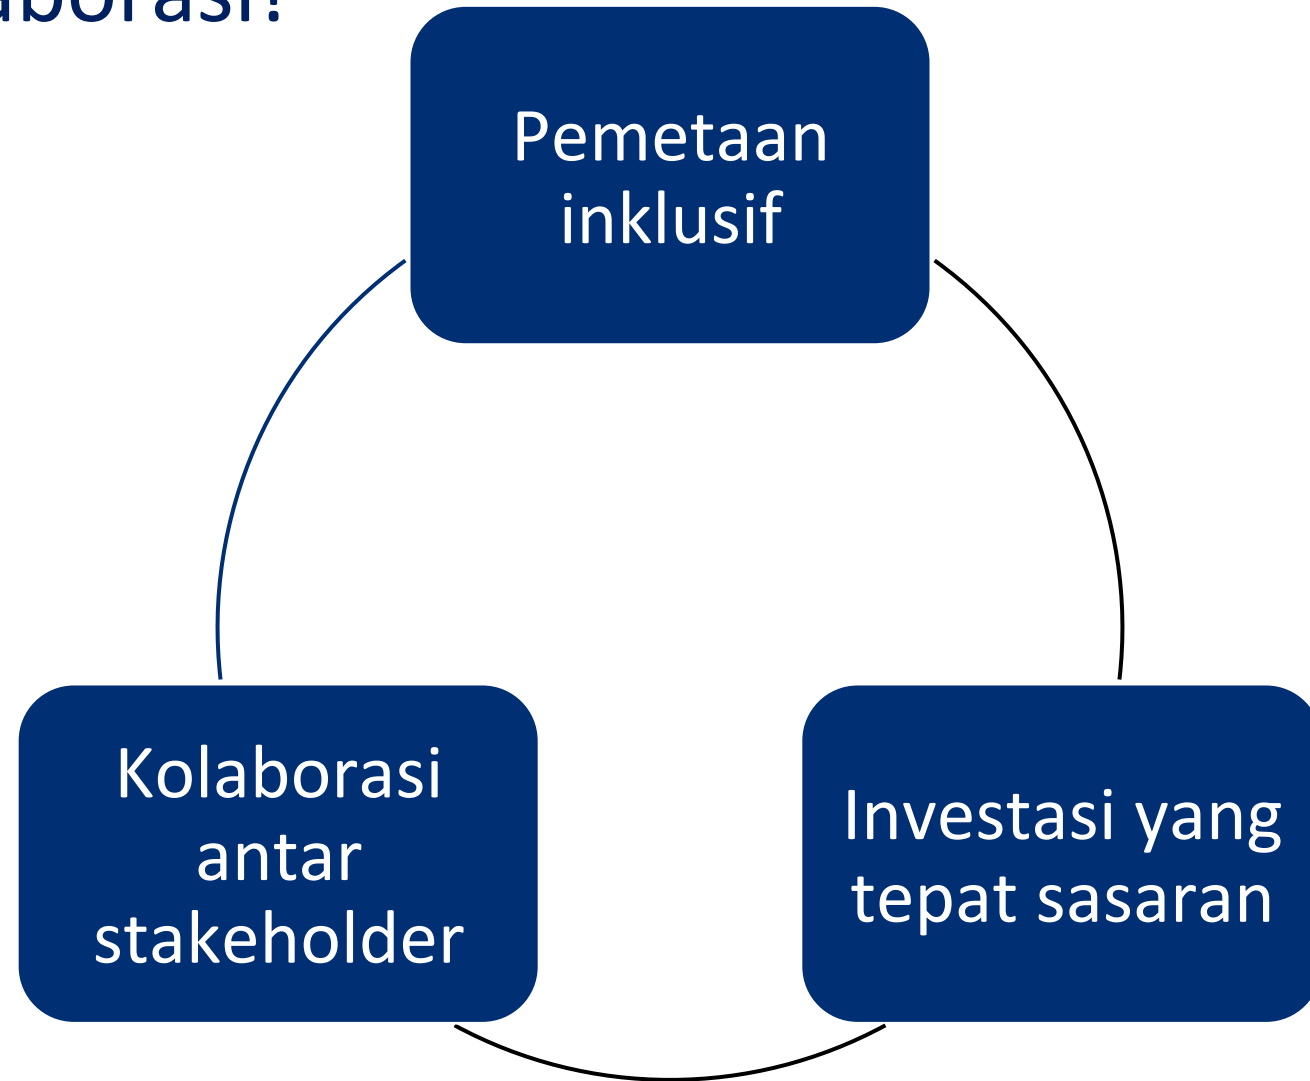 Pemetaan
inklusif
Kolaborasi
antar
stakeholder
Investasi yang
tepat sasaran